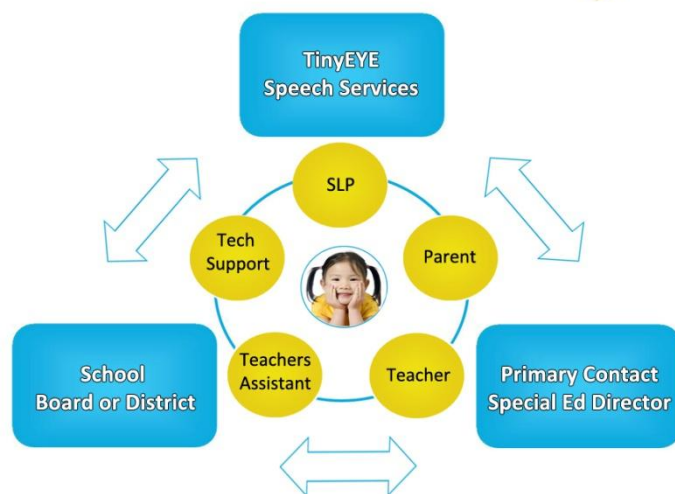 TinyEYE
Speech Services
SLP
Tech
Support
Parent
Teachers
Assistant
Teacher
School
Board or District
Primary Contact
Special Ed Director